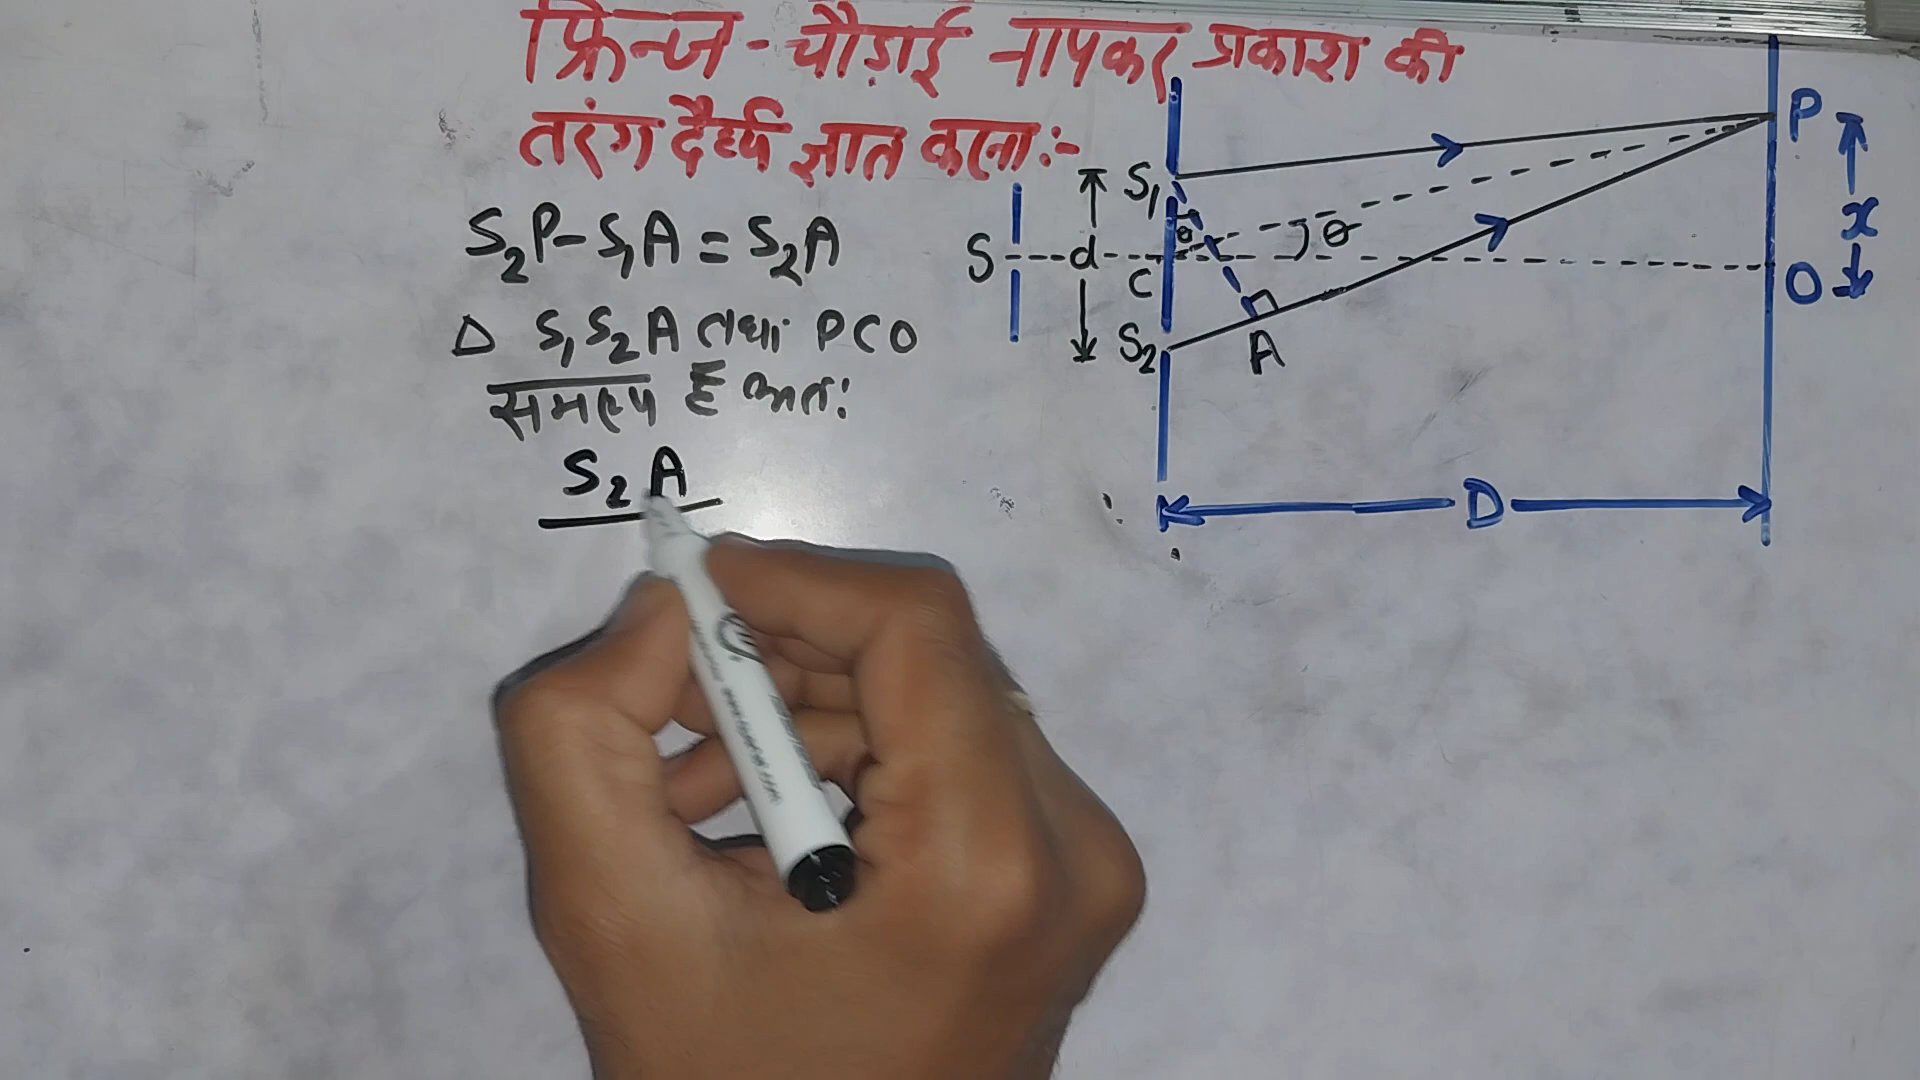 फ्रिन्ज-चौड़ाई नापकर प्रकाश की
तरंग दैर्ध्य ज्ञात करना:-
S₂P-S₁A = S₂A
Δ S₁S₂A तथा PCO
समरूप हैं अतः
S₂A
S
d
S₁
C
S₂
θ
θ
A
P
x
O
D